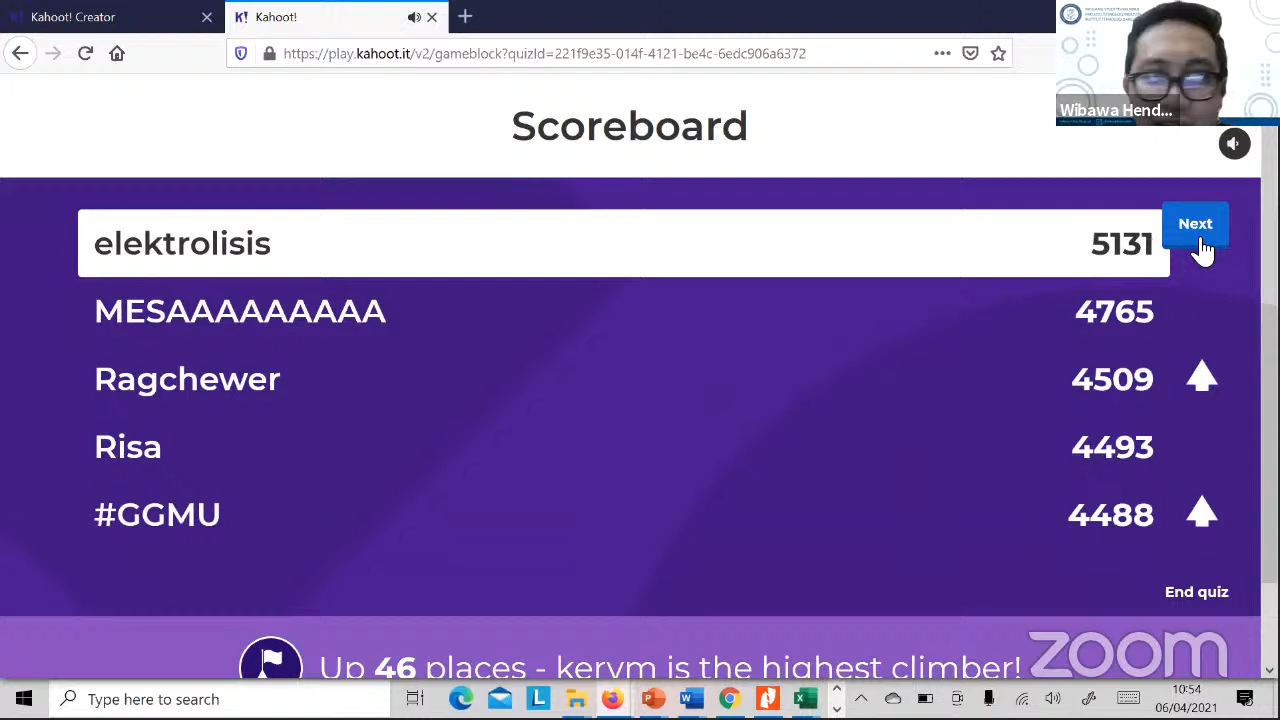 Kahoot! Creator
Kahoot!
https://play.kahoot.it/v2/gameblock?quizId=221f9e35-014f-4121-be4c-6edc906a6372
Wibawa Hend...
Scoreboard
Next
elektrolisis 5131
MESAAAAAAAAA 4765
Ragchewer 4509
Risa 4493
#GGMU 4488
End quiz
Up 46 places - kerym is the highest climber!
zoom
Type here to search
10:54
06/04/2021